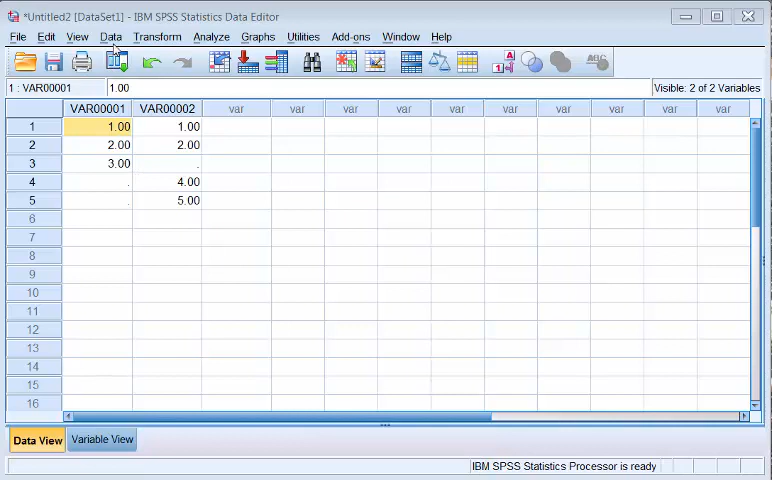 *Untitled2 [DataSet1] - IBM SPSS Statistics Data Editor
File Edit View Data Transform Analyze Graphs Utilities Add-ons Window Help
1 : VAR00001 1.00 Visible: 2 of 2 Variables
VAR00001 VAR00002 var var var var var var var var
1 1.00 1.00
2 2.00 2.00
3 3.00 .
4 . 4.00
5 . 5.00
6
7
8
9
10
11
12
13
14
15
16
Data View Variable View
IBM SPSS Statistics Processor is ready